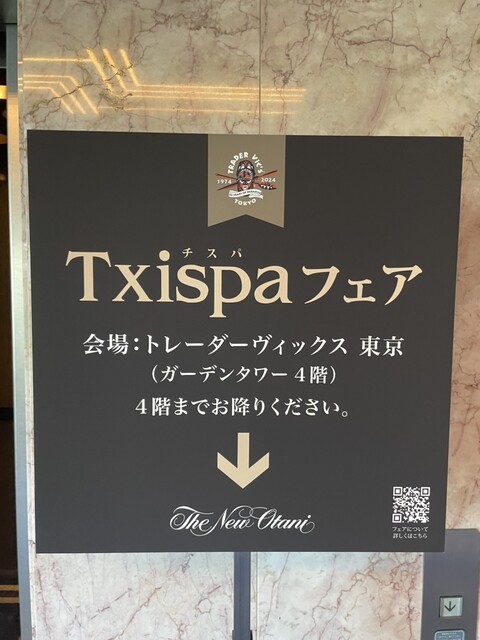 TRADER VIC'S
1974 2024
TOKYO
チスパ
Txispaフェア
会場：トレーダーヴィックス 東京
（ガーデンタワー 4階）
4階までお降りください。
The New Otani
フェアについて
詳しくはこちら